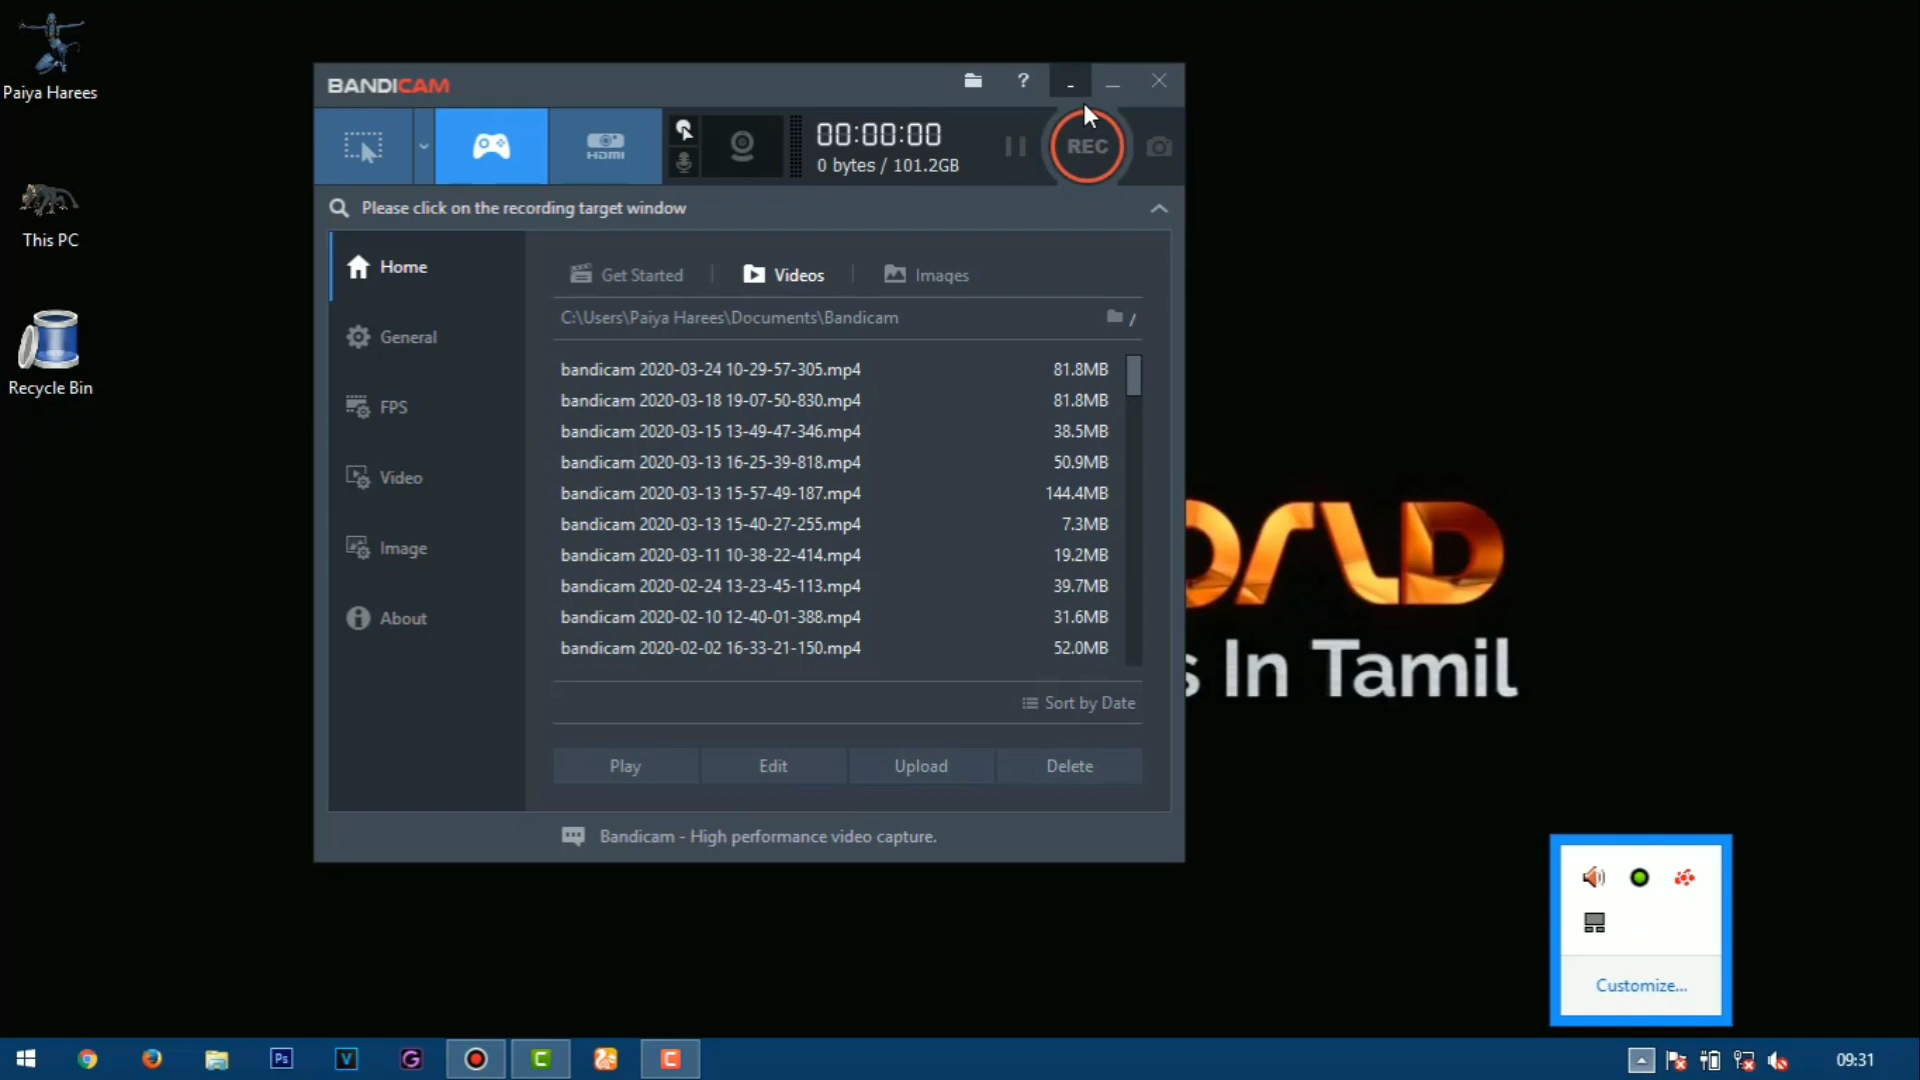 Paiya Harees
This PC
Recycle Bin
BANDICAM
?
HDMI
00:00:00
0 bytes / 101.2GB
REC
Please click on the recording target window
Home
General
FPS
Video
Image
About
Get Started
Videos
Images
C:\Users\Paiya Harees\Documents\Bandicam
/
bandicam 2020-03-24 10-29-57-305.mp4 81.8MB
bandicam 2020-03-18 19-07-50-830.mp4 81.8MB
bandicam 2020-03-15 13-49-47-346.mp4 38.5MB
bandicam 2020-03-13 16-25-39-818.mp4 50.9MB
bandicam 2020-03-13 15-57-49-187.mp4 144.4MB
bandicam 2020-03-13 15-40-27-255.mp4 7.3MB
bandicam 2020-03-11 10-38-22-414.mp4 19.2MB
bandicam 2020-02-24 13-23-45-113.mp4 39.7MB
bandicam 2020-02-10 12-40-01-388.mp4 31.6MB
bandicam 2020-02-02 16-33-21-150.mp4 52.0MB
Sort by Date
Play
Edit
Upload
Delete
Bandicam - High performance video capture.
ORLD
s In Tamil
Customize...
Ps
V
G
C
C
09:31